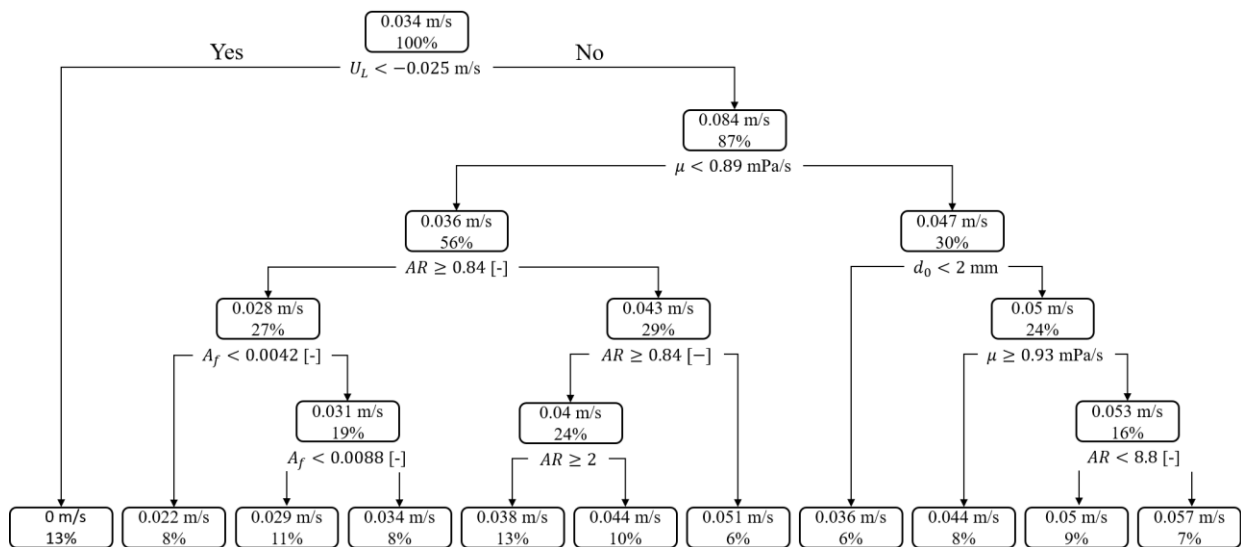 0.034 m/s
100%
Yes
No
U_L < −0.025 m/s
0.084 m/s
87%
μ < 0.89 mPa/s
0.036 m/s
56%
0.047 m/s
30%
AR ≥ 0.84 [-]
d_0 < 2 mm
0.028 m/s
27%
0.043 m/s
29%
0.05 m/s
24%
A_f < 0.0042 [-]
AR ≥ 0.84 [−]
μ ≥ 0.93 mPa/s
0.031 m/s
19%
0.04 m/s
24%
0.053 m/s
16%
A_f < 0.0088 [-]
AR ≥ 2
AR < 8.8 [-]
0 m/s
13%
0.022 m/s
8%
0.029 m/s
11%
0.034 m/s
8%
0.038 m/s
13%
0.044 m/s
10%
0.051 m/s
6%
0.036 m/s
6%
0.044 m/s
8%
0.05 m/s
9%
0.057 m/s
7%